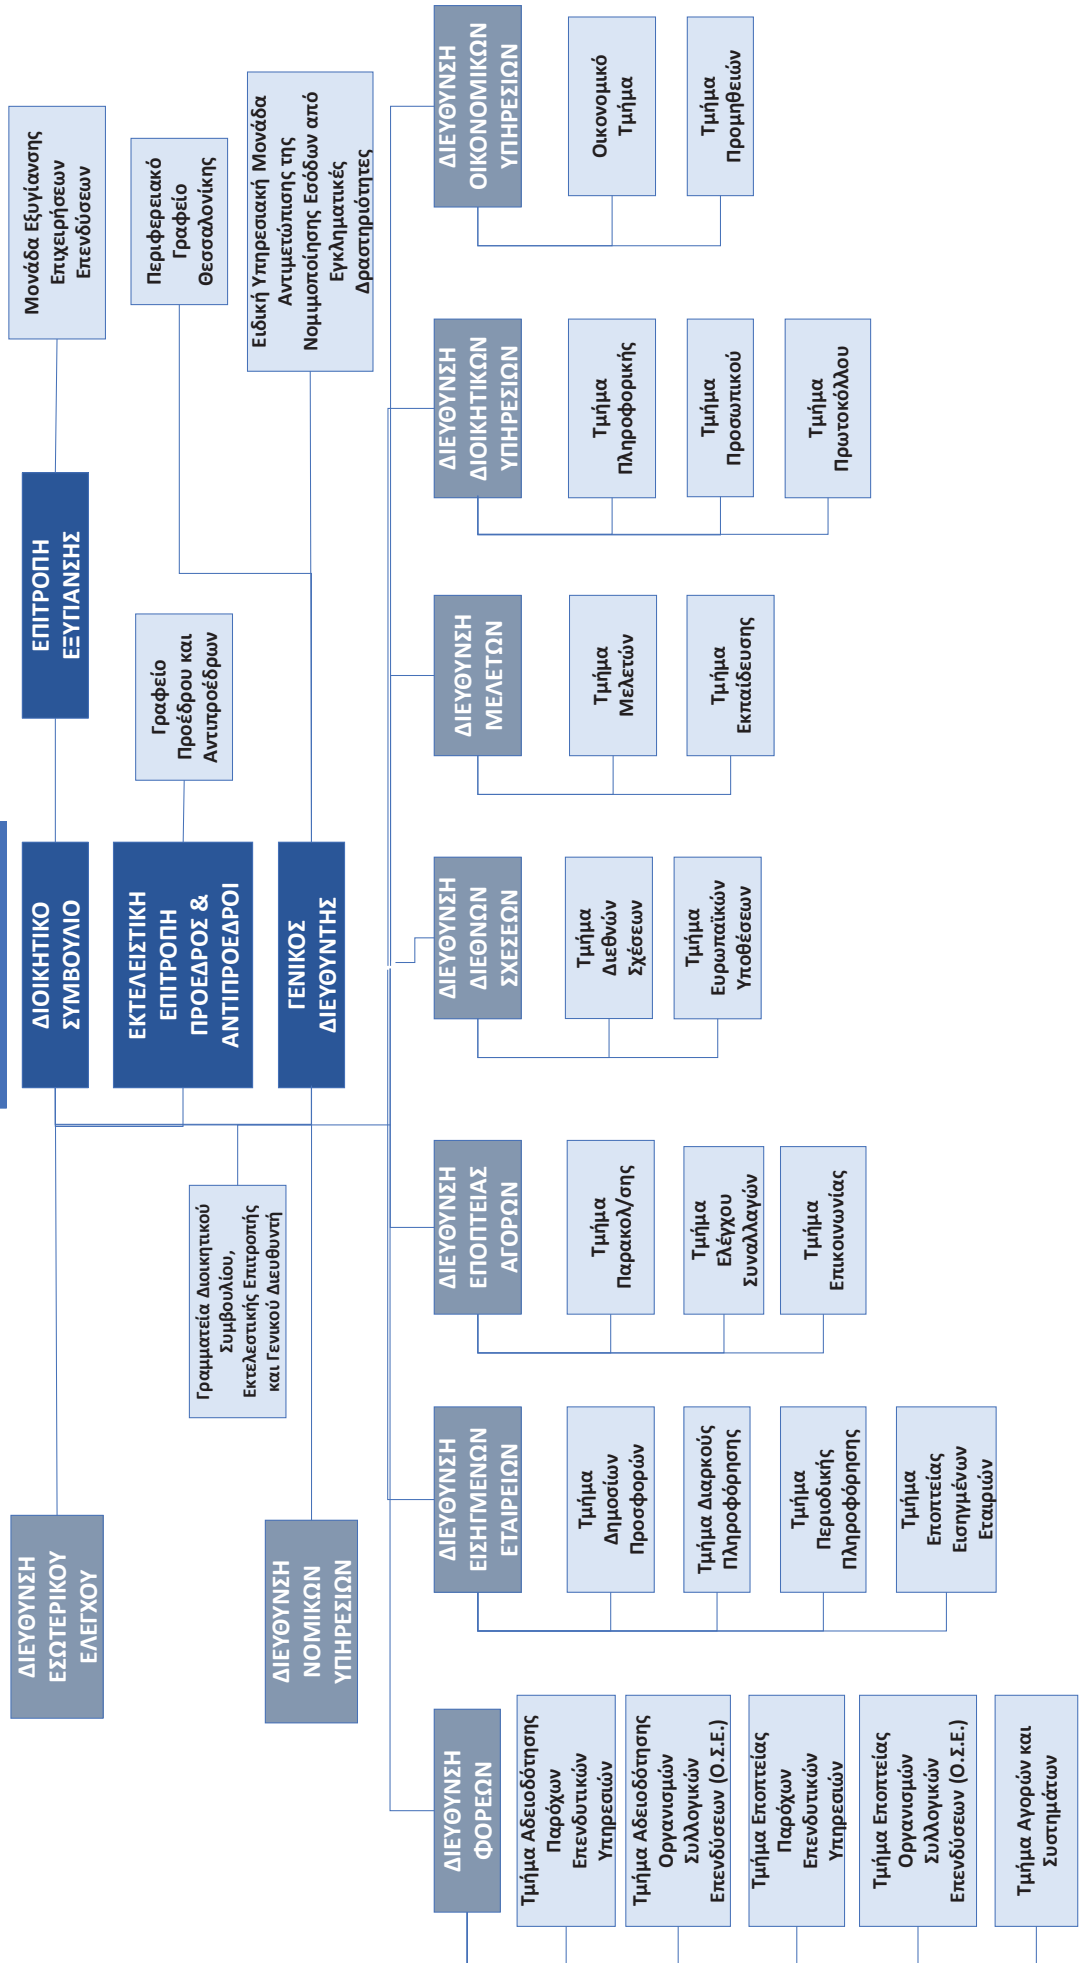 ΔΙΕΥΘΥΝΣΗ
ΕΣΩΤΕΡΙΚΟΥ
ΕΛΕΓΧΟΥ
ΔΙΟΙΚΗΤΙΚΟ
ΣΥΜΒΟΥΛΙΟ
ΕΠΙΤΡΟΠΗ
ΕΞΥΓΙΑΝΣΗΣ
Μονάδα Εξυγίανσης
Επιχειρήσεων
Επενδύσεων
ΕΚΤΕΛΕΙΣΤΙΚΗ
ΕΠΙΤΡΟΠΗ
ΠΡΟΕΔΡΟΣ &
ΑΝΤΙΠΡΟΕΔΡΟΙ
Γραφείο
Προέδρου και
Αντιπροέδρων
Περιφερειακό
Γραφείο
Θεσσαλονίκης
Γραμματεία Διοικητικού
Συμβουλίου,
Εκτελεστικής Επιτροπής
και Γενικού Διευθυντή
ΔΙΕΥΘΥΝΣΗ
ΝΟΜΙΚΩΝ
ΥΠΗΡΕΣΙΩΝ
ΓΕΝΙΚΟΣ
ΔΙΕΥΘΥΝΤΗΣ
Ειδική Υπηρεσιακή Μονάδα
Αντιμετώπισης της
Νομιμοποίησης Εσόδων από
Εγκληματικές
Δραστηριότητες
ΔΙΕΥΘΥΝΣΗ
ΦΟΡΕΩΝ
Τμήμα Αδειοδότησης
Παρόχων
Επενδυτικών
Υπηρεσιών
Τμήμα Αδειοδότησης
Οργανισμών
Συλλογικών
Επενδύσεων (Ο.Σ.Ε.)
Τμήμα Εποπτείας
Παρόχων
Επενδυτικών
Υπηρεσιών
Τμήμα Εποπτείας
Οργανισμών
Συλλογικών
Επενδύσεων (Ο.Σ.Ε.)
Τμήμα Αγορών και
Συστημάτων
ΔΙΕΥΘΥΝΣΗ
ΕΙΣΗΓΜΕΝΩΝ
ΕΤΑΙΡΕΙΩΝ
Τμήμα
Δημοσίων
Προσφορών
Τμήμα Διαρκούς
Πληροφόρησης
Τμήμα
Περιοδικής
Πληροφόρησης
Τμήμα
Εποπτείας
Εισηγμένων
Εταιριών
ΔΙΕΥΘΥΝΣΗ
ΕΠΟΠΤΕΙΑΣ
ΑΓΟΡΩΝ
Τμήμα
Παρακολ/σης
Τμήμα
Ελέγχου
Συναλλαγών
Τμήμα
Επικοινωνίας
ΔΙΕΥΘΥΝΣΗ
ΔΙΕΘΝΩΝ
ΣΧΕΣΕΩΝ
Τμήμα
Διεθνών
Σχέσεων
Τμήμα
Ευρωπαϊκών
Υποθέσεων
ΔΙΕΥΘΥΝΣΗ
ΜΕΛΕΤΩΝ
Τμήμα
Μελετών
Τμήμα
Εκπαίδευσης
ΔΙΕΥΘΥΝΣΗ
ΔΙΟΙΚΗΤΙΚΩΝ
ΥΠΗΡΕΣΙΩΝ
Τμήμα
Πληροφορικής
Τμήμα
Προσωπικού
Τμήμα
Πρωτοκόλλου
ΔΙΕΥΘΥΝΣΗ
ΟΙΚΟΝΟΜΙΚΩΝ
ΥΠΗΡΕΣΙΩΝ
Οικονομικό
Τμήμα
Τμήμα
Προμηθειών